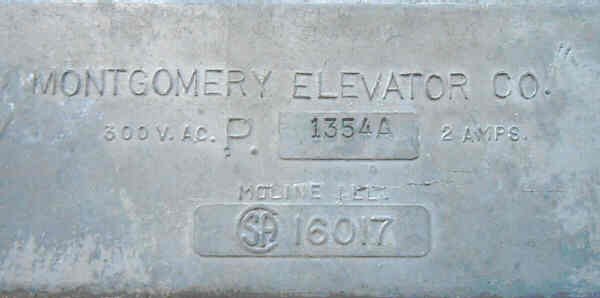 MONTGOMERY ELEVATOR CO.
300 V. AC. P. 1354A 2 AMPS.
MOLINE ILL.
SA 16017